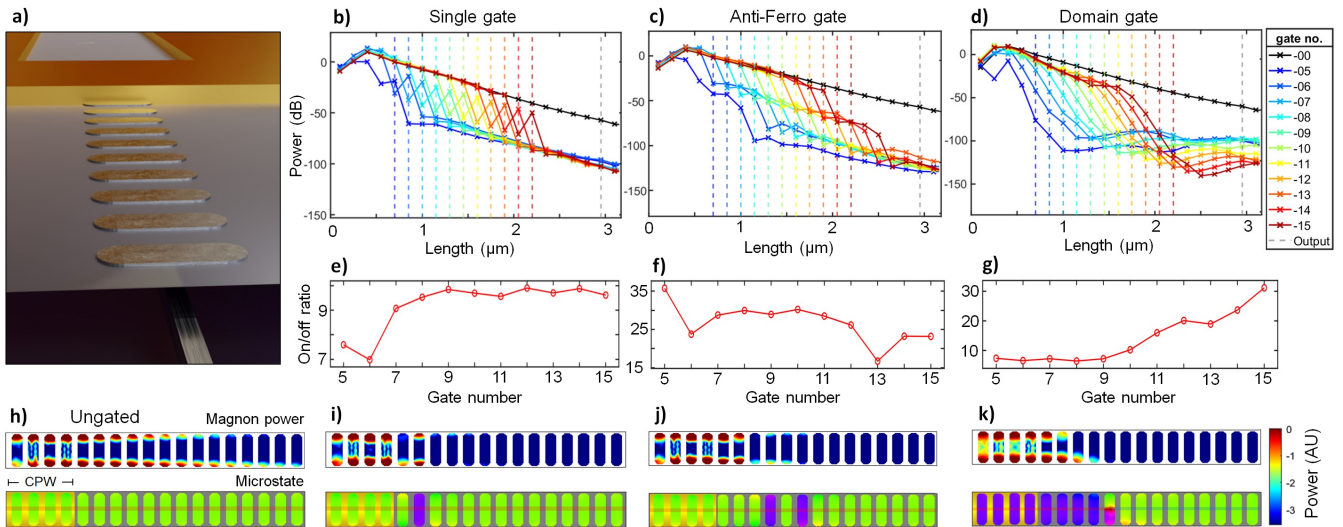 a)
b) Single gate
c) Anti-Ferro gate
d) Domain gate
Power (dB)
0
-50
-100
-150
0 1 2 3
Length (µm)
0
-50
-100
-150
0 1 2 3
Length (µm)
0
-50
-100
-150
0 1 2 3
Length (µm)
gate no.
-00
-05
-06
-07
-08
-09
-10
-11
-12
-13
-14
-15
Output
e)
On/off ratio
9
7
5 7 9 11 13 15
Gate number
f)
35
25
15
5 7 9 11 13 15
Gate number
g)
30
20
10
5 7 9 11 13 15
Gate number
h) Ungated
Magnon power
CPW
Microstate
i)
j)
k)
0
-1
-2
-3
Power (AU)